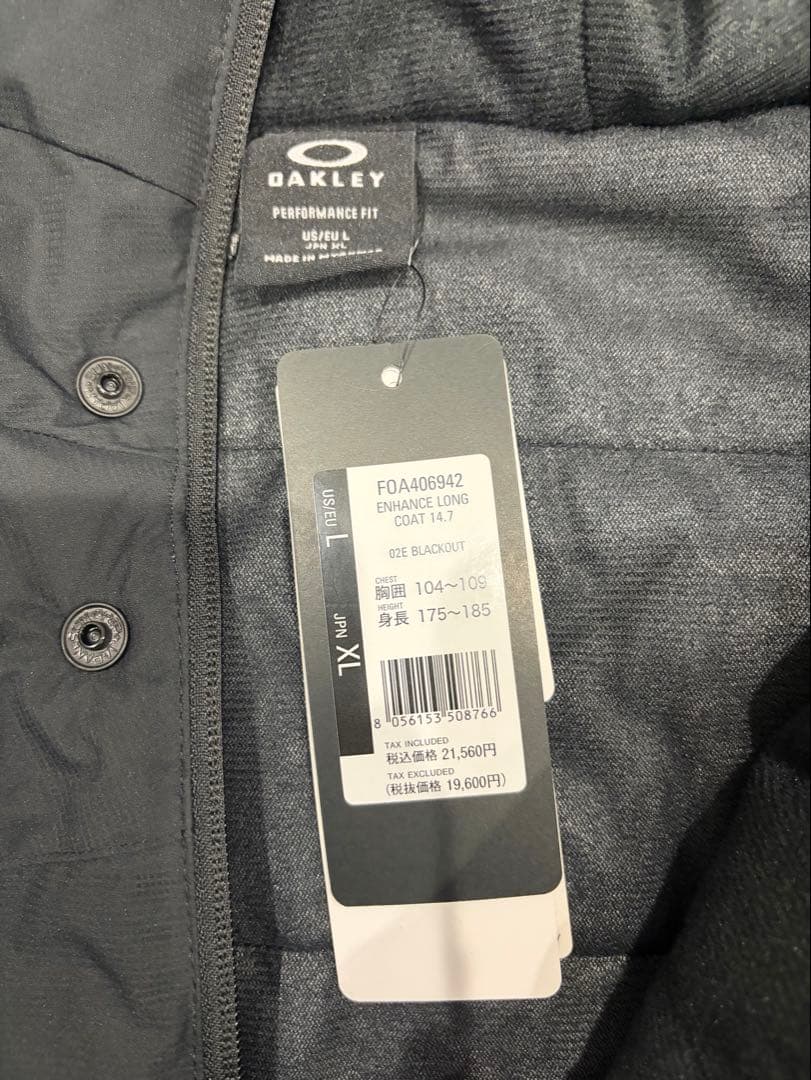 OAKLEY
PERFORMANCE FIT
US/EU L
JPN XL
MADE IN
US/EU L
JPN XL
FOA406942
ENHANCE LONG
COAT 14.7
02E BLACKOUT
CHEST
胸囲 104～109
HEIGHT
身長 175～185
8 056153 508766
TAX INCLUDED
税込価格 21,560円
TAX EXCLUDED
(税抜価格 19,600円)